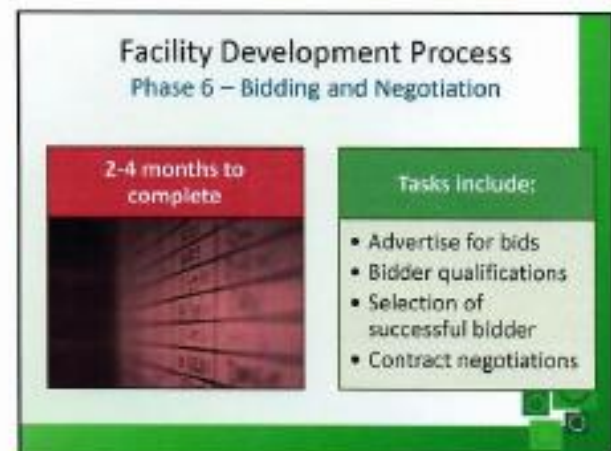 Facility Development Process
Phase 6 – Bidding and Negotiation
2-4 months to
complete
Tasks include:
• Advertise for bids
• Bidder qualifications
• Selection of
successful bidder
• Contract negotiations